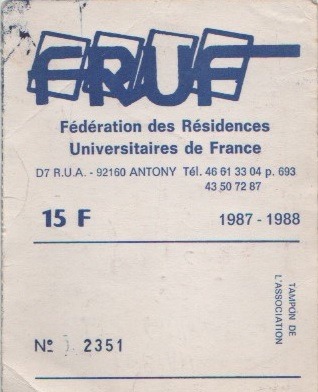 FRUF
Fédération des Résidences
Universitaires de France
D7 R.U.A. - 92160 ANTONY Tél. 46 61 33 04 p. 693
43 50 72 87
15 F 1987 - 1988
TAMPON DE
L'ASSOCIATION
Nº 2351